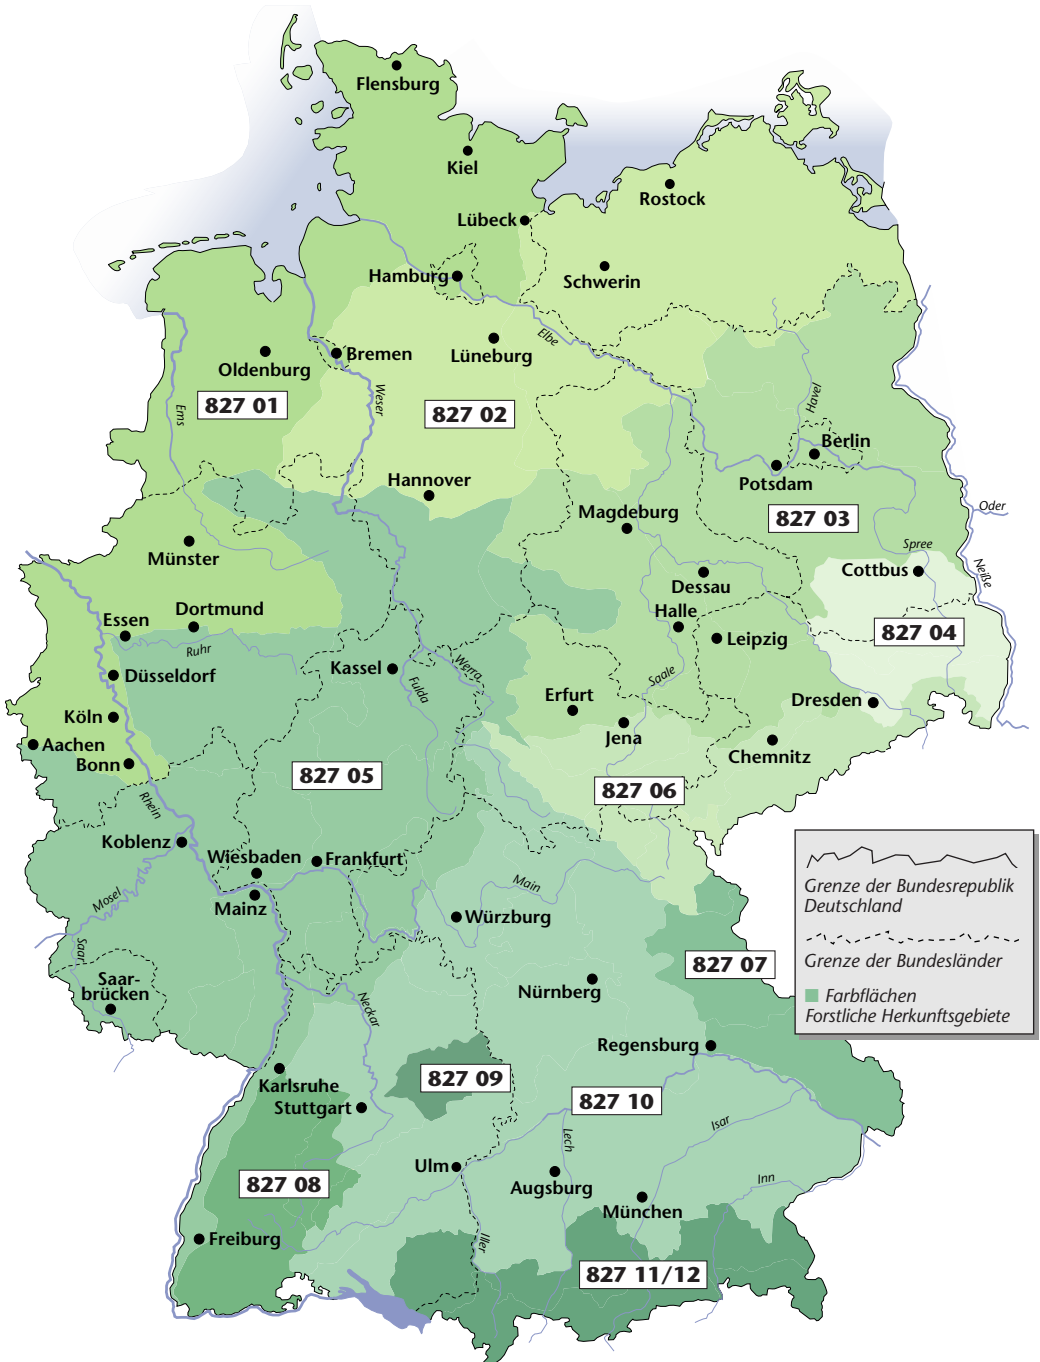 Flensburg
Kiel
Rostock
Lübeck
Schwerin
Hamburg
Elbe
Lüneburg
Bremen
Oldenburg
827 01
Ems
Weser
827 02
Havel
Berlin
Potsdam
Hannover
Magdeburg
827 03
Oder
Spree
Neiße
Münster
Cottbus
Dessau
Halle
827 04
Leipzig
Essen
Dortmund
Ruhr
Düsseldorf
Kassel
Fulda
Werra
Saale
Erfurt
Jena
Dresden
Köln
Aachen
Bonn
Chemnitz
827 05
827 06
Rhein
Koblenz
Wiesbaden
Frankfurt
Mainz
Mosel
Main
Würzburg
Saar
Saar-
brücken
827 07
Nürnberg
Neckar
Regensburg
Karlsruhe
Stuttgart
827 09
827 10
Lech
Isar
Ulm
Augsburg
Inn
München
827 08
Freiburg
Iller
827 11/12
Grenze der Bundesrepublik
Deutschland
Grenze der Bundesländer
Farbflächen
Forstliche Herkunftsgebiete